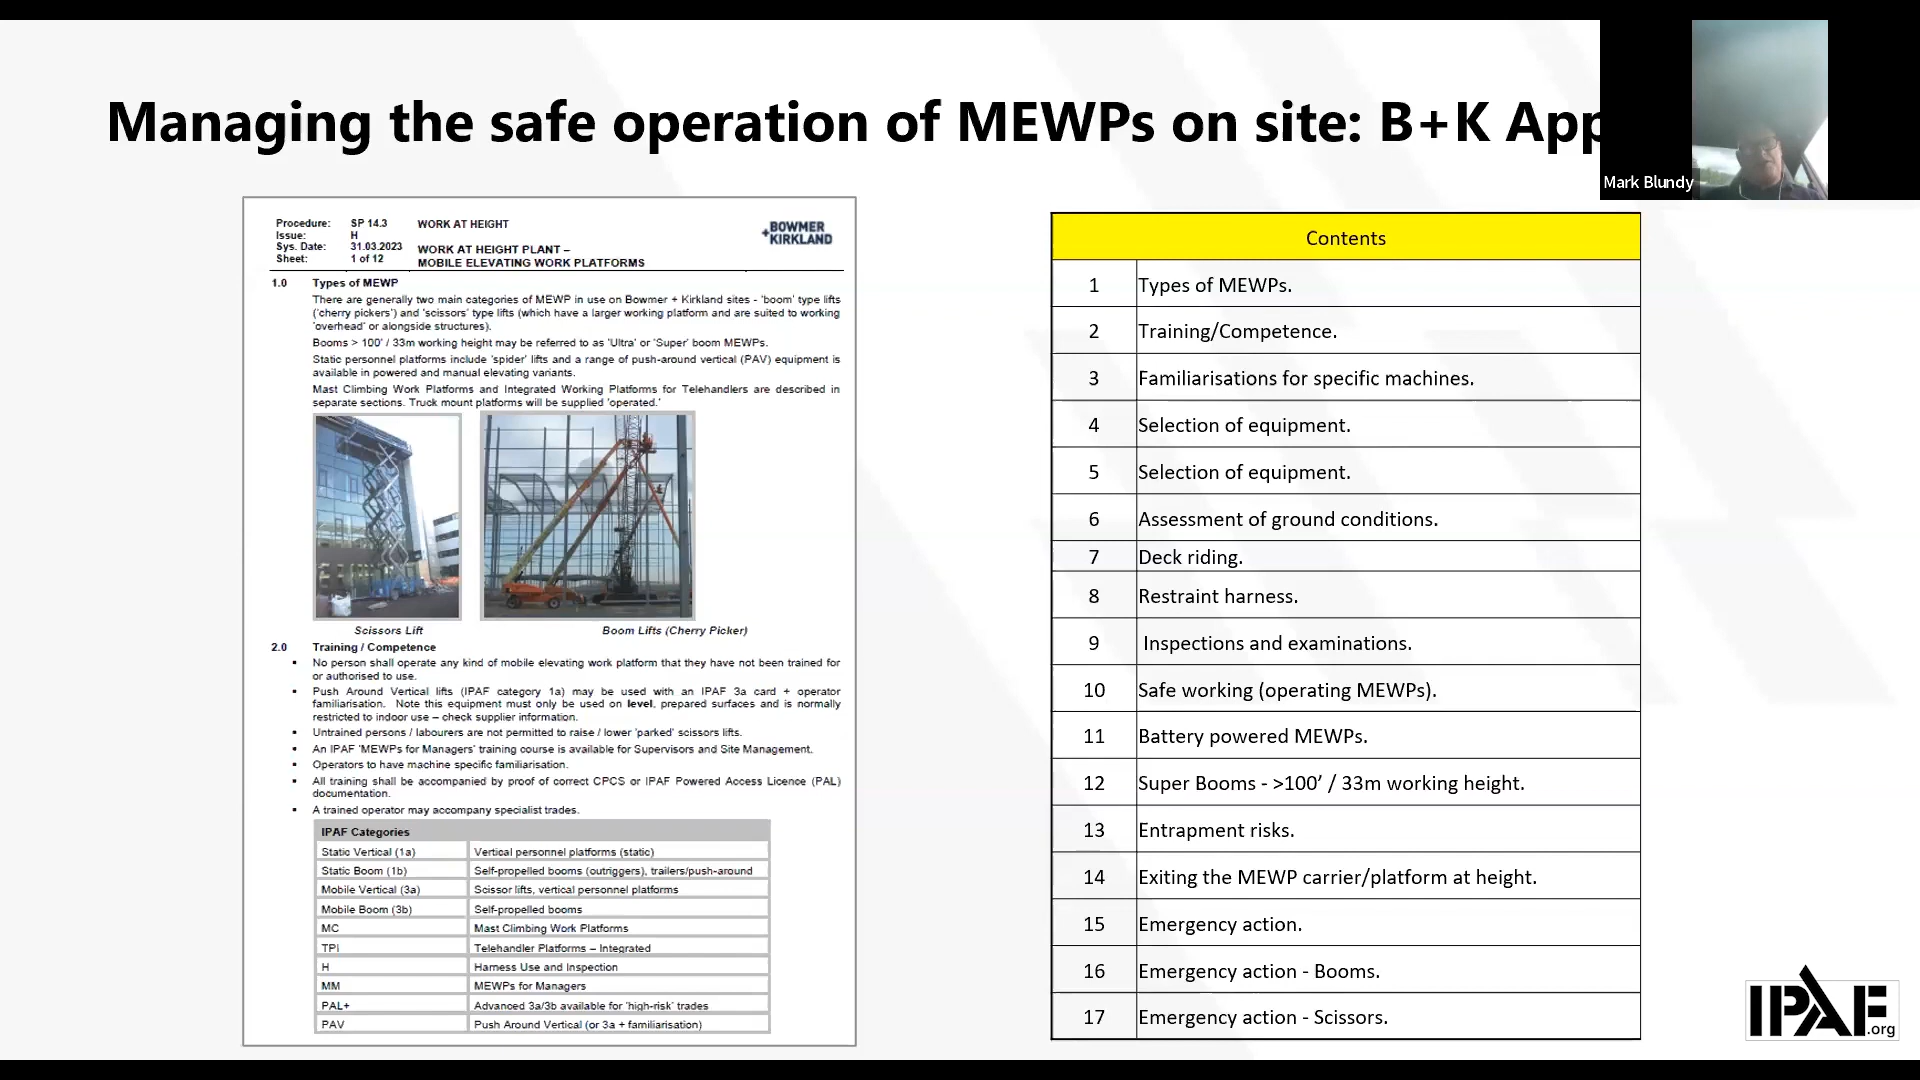 Managing the safe operation of MEWPs on site: B+K App
Mark Blundy
Procedure: SP 14.3 WORK AT HEIGHT
Issue: H
Sys. Date: 31.03.2023 WORK AT HEIGHT PLANT –
Sheet: 1 of 12 MOBILE ELEVATING WORK PLATFORMS
+BOWMER
KIRKLAND
1.0 Types of MEWP
There are generally two main categories of MEWP in use on Bowmer + Kirkland sites - 'boom' type lifts
('cherry pickers') and 'scissors' type lifts (which have a larger working platform and are suited to working
'overhead' or alongside structures).
Booms > 100' / 33m working height may be referred to as 'Ultra' or 'Super' boom MEWPs.
Static personnel platforms include 'spider' lifts and a range of push-around vertical (PAV) equipment is
available in powered and manual elevating variants.
Mast Climbing Work Platforms and Integrated Working Platforms for Telehandlers are described in
separate sections. Truck mount platforms will be supplied 'operated.'
Scissors Lift
Boom Lifts (Cherry Picker)
2.0 Training / Competence
▪ No person shall operate any kind of mobile elevating work platform that they have not been trained for
or authorised to use.
▪ Push Around Vertical lifts (IPAF category 1a) may be used with an IPAF 3a card + operator
familiarisation. Note this equipment must only be used on level, prepared surfaces and is normally
restricted to indoor use – check supplier information.
▪ Untrained persons / labourers are not permitted to raise / lower 'parked' scissors lifts.
▪ An IPAF 'MEWPs for Managers' training course is available for Supervisors and Site Management.
▪ Operators to have machine specific familiarisation.
▪ All training shall be accompanied by proof of correct CPCS or IPAF Powered Access Licence (PAL)
documentation.
▪ A trained operator may accompany specialist trades.
IPAF Categories
Static Vertical (1a) Vertical personnel platforms (static)
Static Boom (1b) Self-propelled booms (outriggers), trailers/push-around
Mobile Vertical (3a) Scissor lifts, vertical personnel platforms
Mobile Boom (3b) Self-propelled booms
MC Mast Climbing Work Platforms
TPI Telehandler Platforms – Integrated
H Harness Use and Inspection
MM MEWPs for Managers
PAL+ Advanced 3a/3b available for 'high-risk' trades
PAV Push Around Vertical (or 3a + familiarisation)
Contents
1 Types of MEWPs.
2 Training/Competence.
3 Familiarisations for specific machines.
4 Selection of equipment.
5 Selection of equipment.
6 Assessment of ground conditions.
7 Deck riding.
8 Restraint harness.
9 Inspections and examinations.
10 Safe working (operating MEWPs).
11 Battery powered MEWPs.
12 Super Booms - >100’ / 33m working height.
13 Entrapment risks.
14 Exiting the MEWP carrier/platform at height.
15 Emergency action.
16 Emergency action - Booms.
17 Emergency action - Scissors.
IPAF
.org